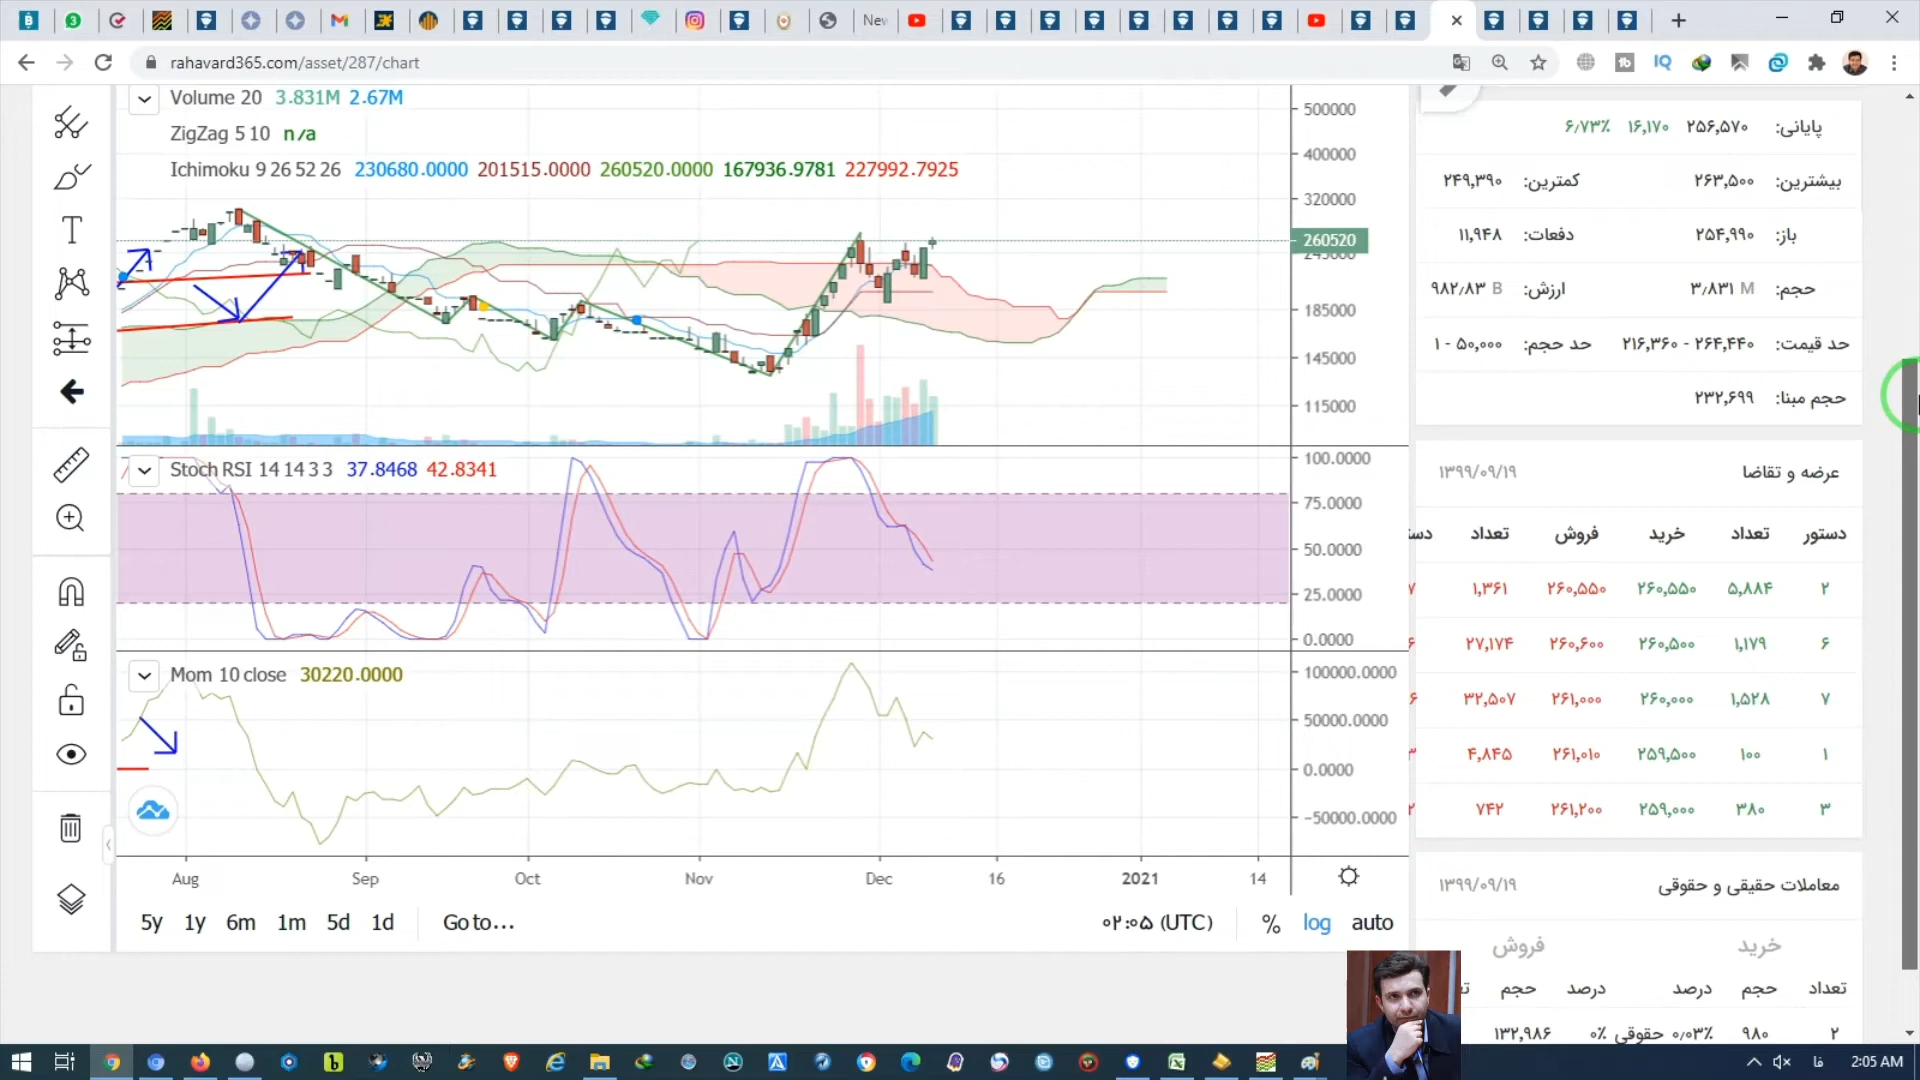 New
rahavard365.com/asset/287/chart
Volume 20 3.831M 2.67M
ZigZag 5 10 n/a
Ichimoku 9 26 52 26 230680.0000 201515.0000 260520.0000 167936.9781 227992.7925
500000
400000
320000
260520
245000
185000
145000
115000
Stoch RSI 14 14 3 3 37.8468 42.8341
100.0000
75.0000
50.0000
25.0000
0.0000
Mom 10 close 30220.0000
100000.0000
50000.0000
0.0000
−50000.0000
Aug Sep Oct Nov Dec 16 2021 14
5y 1y 6m 1m 5d 1d Go to... ۰۲:۰۵ (UTC) % log auto
پایانی: ۲۵۶,۵۷۰ ۱۶,۱۷۰ ۶/۷۳٪
بیشترین: ۲۶۳,۵۰۰ کمترین: ۲۴۹,۳۹۰
باز: ۲۵۴,۹۹۰ دفعات: ۱۱,۹۴۸
حجم: ۳/۸۳۱ M ارزش: ۹۸۲/۸۳ B
حد قیمت: ۲۱۶,۳۶۰ - ۲۶۴,۴۴۰ حد حجم: ۱ - ۵۰,۰۰۰
حجم مبنا: ۲۳۲,۶۹۹
عرضه و تقاضا ۱۳۹۹/۰۹/۱۹
دستور تعداد خرید فروش تعداد
۲ ۵,۸۸۴ ۲۶۰,۵۵۰ ۲۶۰,۵۵۰ ۱,۳۶۱ ۷
۶ ۱,۱۷۹ ۲۶۰,۵۰۰ ۲۶۰,۶۰۰ ۲۷,۱۷۴ ۶
۷ ۱,۵۲۸ ۲۶۰,۰۰۰ ۲۶۱,۰۰۰ ۳۲,۵۰۷ ۶
۱ ۱۰۰ ۲۵۹,۵۰۰ ۲۶۱,۰۱۰ ۴,۸۴۵ ۳
۳ ۳۸۰ ۲۵۹,۰۰۰ ۲۶۱,۲۰۰ ۷۴۲ ۲
معاملات حقیقی و حقوقی ۱۳۹۹/۰۹/۱۹
خرید فروش
تعداد حجم درصد درصد حجم
۲ ۹۸۰ ۰/۰۳٪ حقوقی ۰٪ ۱۳۲,۹۸۶
فا 2:05 AM